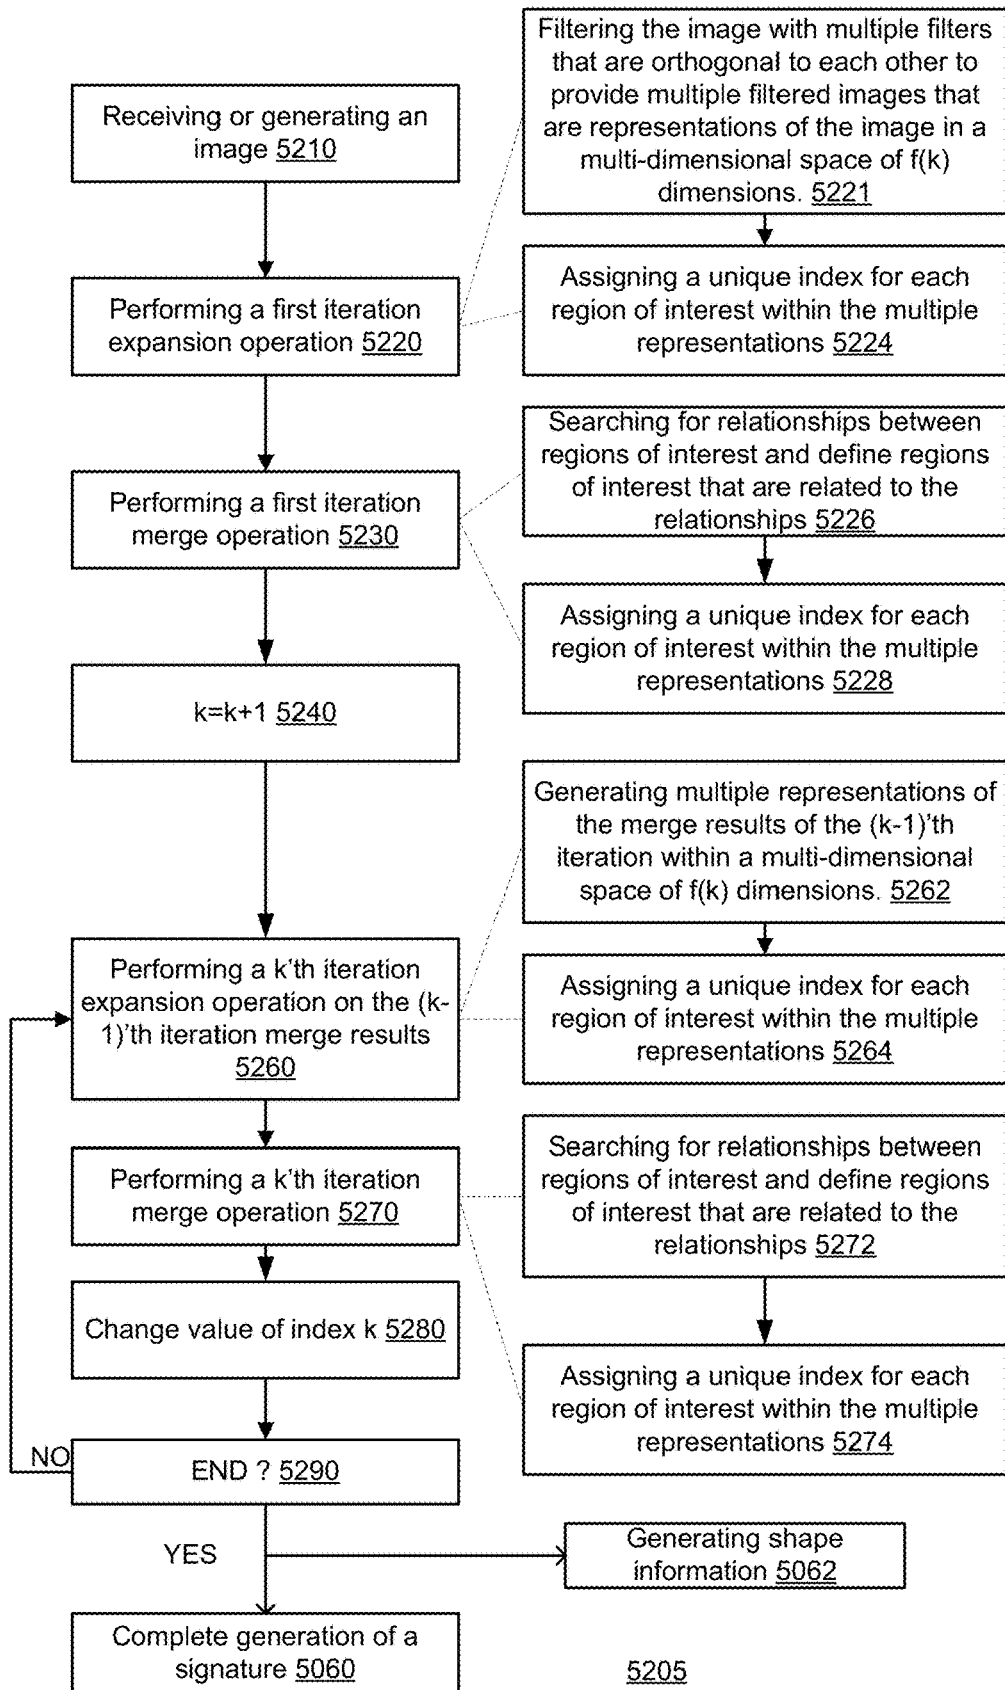 Receiving or generating an
image 5210
Filtering the image with multiple filters
that are orthogonal to each other to
provide multiple filtered images that
are representations of the image in a
multi-dimensional space of f(k)
dimensions. 5221
Performing a first iteration
expansion operation 5220
Assigning a unique index for each
region of interest within the multiple
representations 5224
Performing a first iteration
merge operation 5230
Searching for relationships between
regions of interest and define regions
of interest that are related to the
relationships 5226
Assigning a unique index for each
region of interest within the multiple
representations 5228
k=k+1 5240
Generating multiple representations of
the merge results of the (k-1)'th
iteration within a multi-dimensional
space of f(k) dimensions. 5262
Performing a k'th iteration
expansion operation on the (k-
1)'th iteration merge results
5260
Assigning a unique index for each
region of interest within the multiple
representations 5264
Performing a k'th iteration
merge operation 5270
Searching for relationships between
regions of interest and define regions
of interest that are related to the
relationships 5272
Change value of index k 5280
Assigning a unique index for each
region of interest within the multiple
representations 5274
NO
END ? 5290
YES
Generating shape
information 5062
Complete generation of a
signature 5060
5205